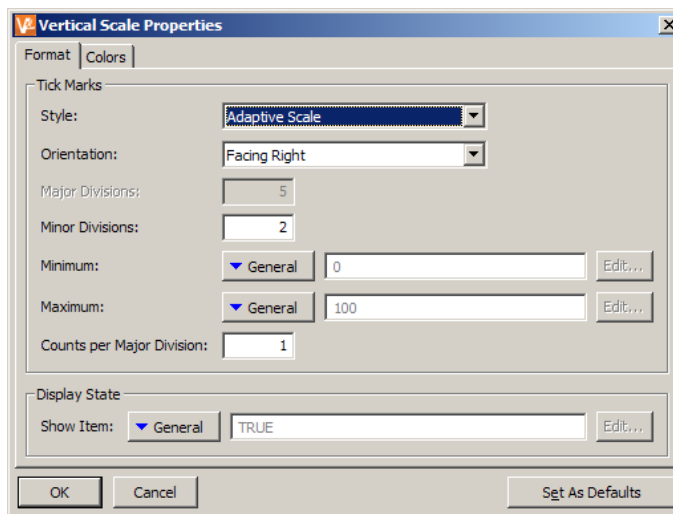 Vertical Scale Properties
Format Colors
Tick Marks
Style: Adaptive Scale
Orientation: Facing Right
Major Divisions: 5
Minor Divisions: 2
Minimum: General 0 Edit...
Maximum: General 100 Edit...
Counts per Major Division: 1
Display State
Show Item: General TRUE Edit...
OK Cancel Set As Defaults